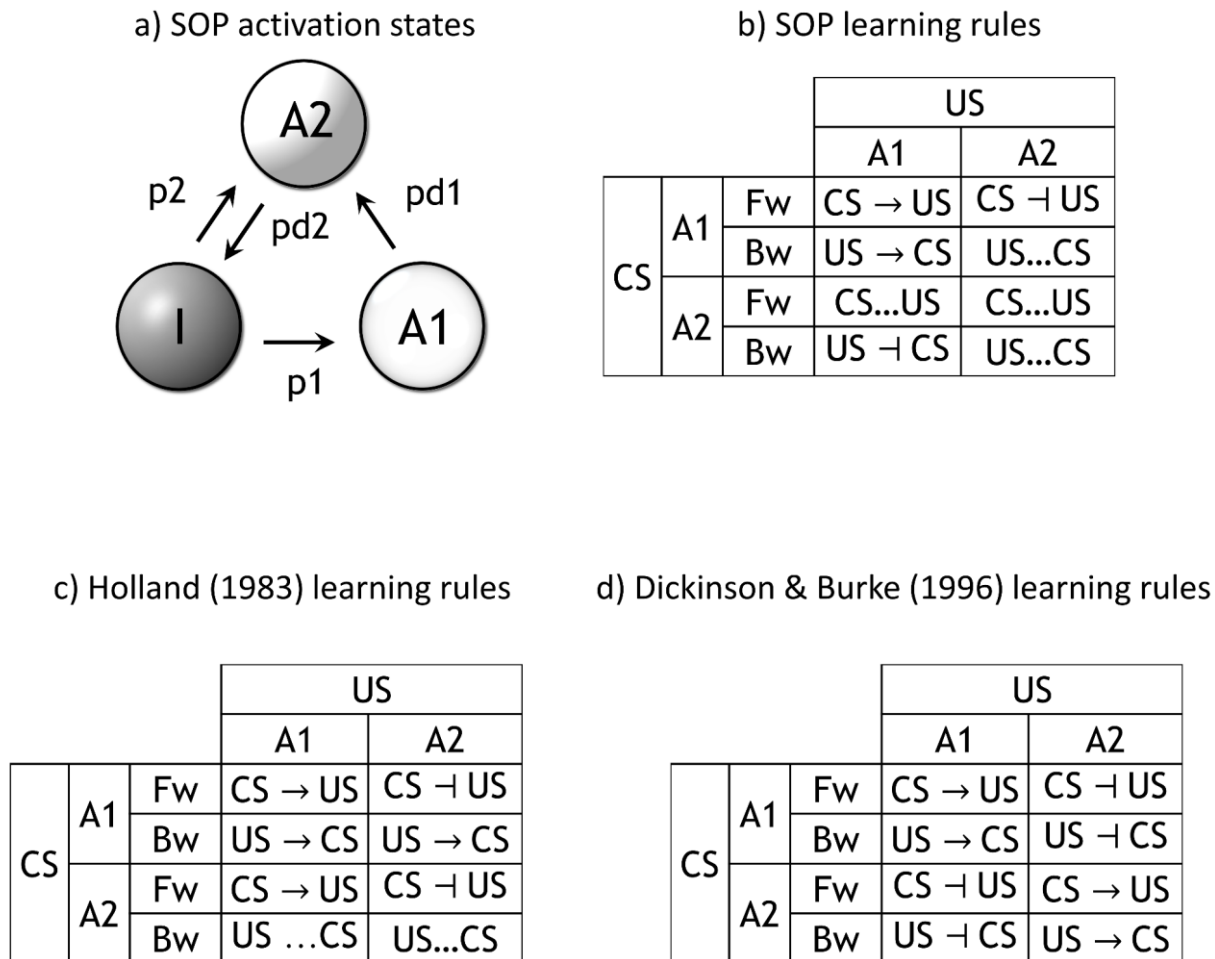 a) SOP activation states
A2
p2
pd2
pd1
I
p1
A1
b) SOP learning rules
US
A1 A2
CS A1 Fw CS → US CS ⊣ US
Bw US → CS US...CS
A2 Fw CS...US CS...US
Bw US ⊣ CS US...CS
c) Holland (1983) learning rules
US
A1 A2
CS A1 Fw CS → US CS ⊣ US
Bw US → CS US → CS
A2 Fw CS → US CS ⊣ US
Bw US ...CS US...CS
d) Dickinson & Burke (1996) learning rules
US
A1 A2
CS A1 Fw CS → US CS ⊣ US
Bw US → CS US ⊣ CS
A2 Fw CS ⊣ US CS → US
Bw US ⊣ CS US → CS